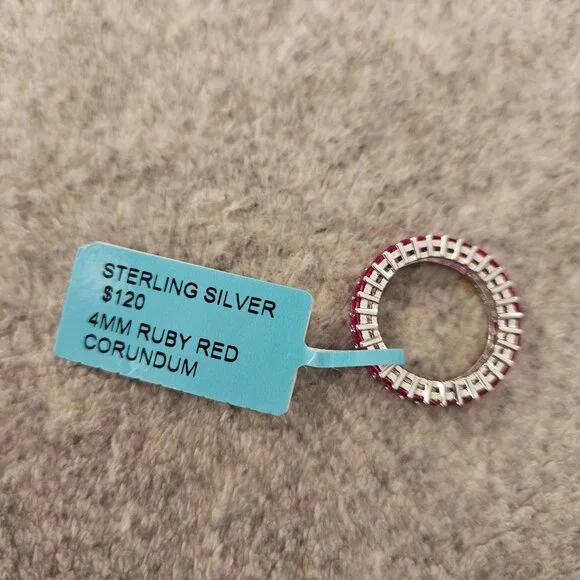 STERLING SILVER
$120
4MM RUBY RED
CORUNDUM